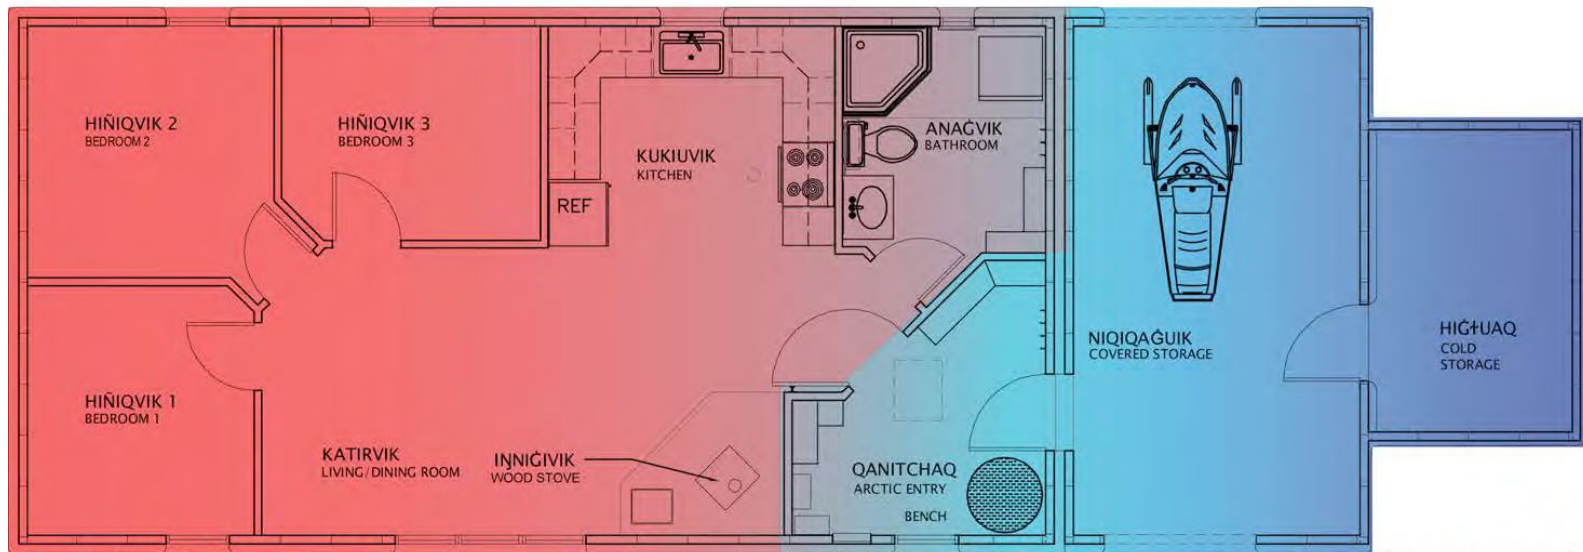 HIÑIQVIK 2
BEDROOM 2
HIÑIQVIK 3
BEDROOM 3
KUKIUVIK
KITCHEN
REF
ANAĠVIK
BATHROOM
NIQIQAĠUIK
COVERED STORAGE
HIĠŁUAQ
COLD
STORAGE
HIÑIQVIK 1
BEDROOM 1
KATIRVIK
LIVING/DINING ROOM
IŊNIĠIVIK
WOOD STOVE
QANITCHAQ
ARCTIC ENTRY
BENCH